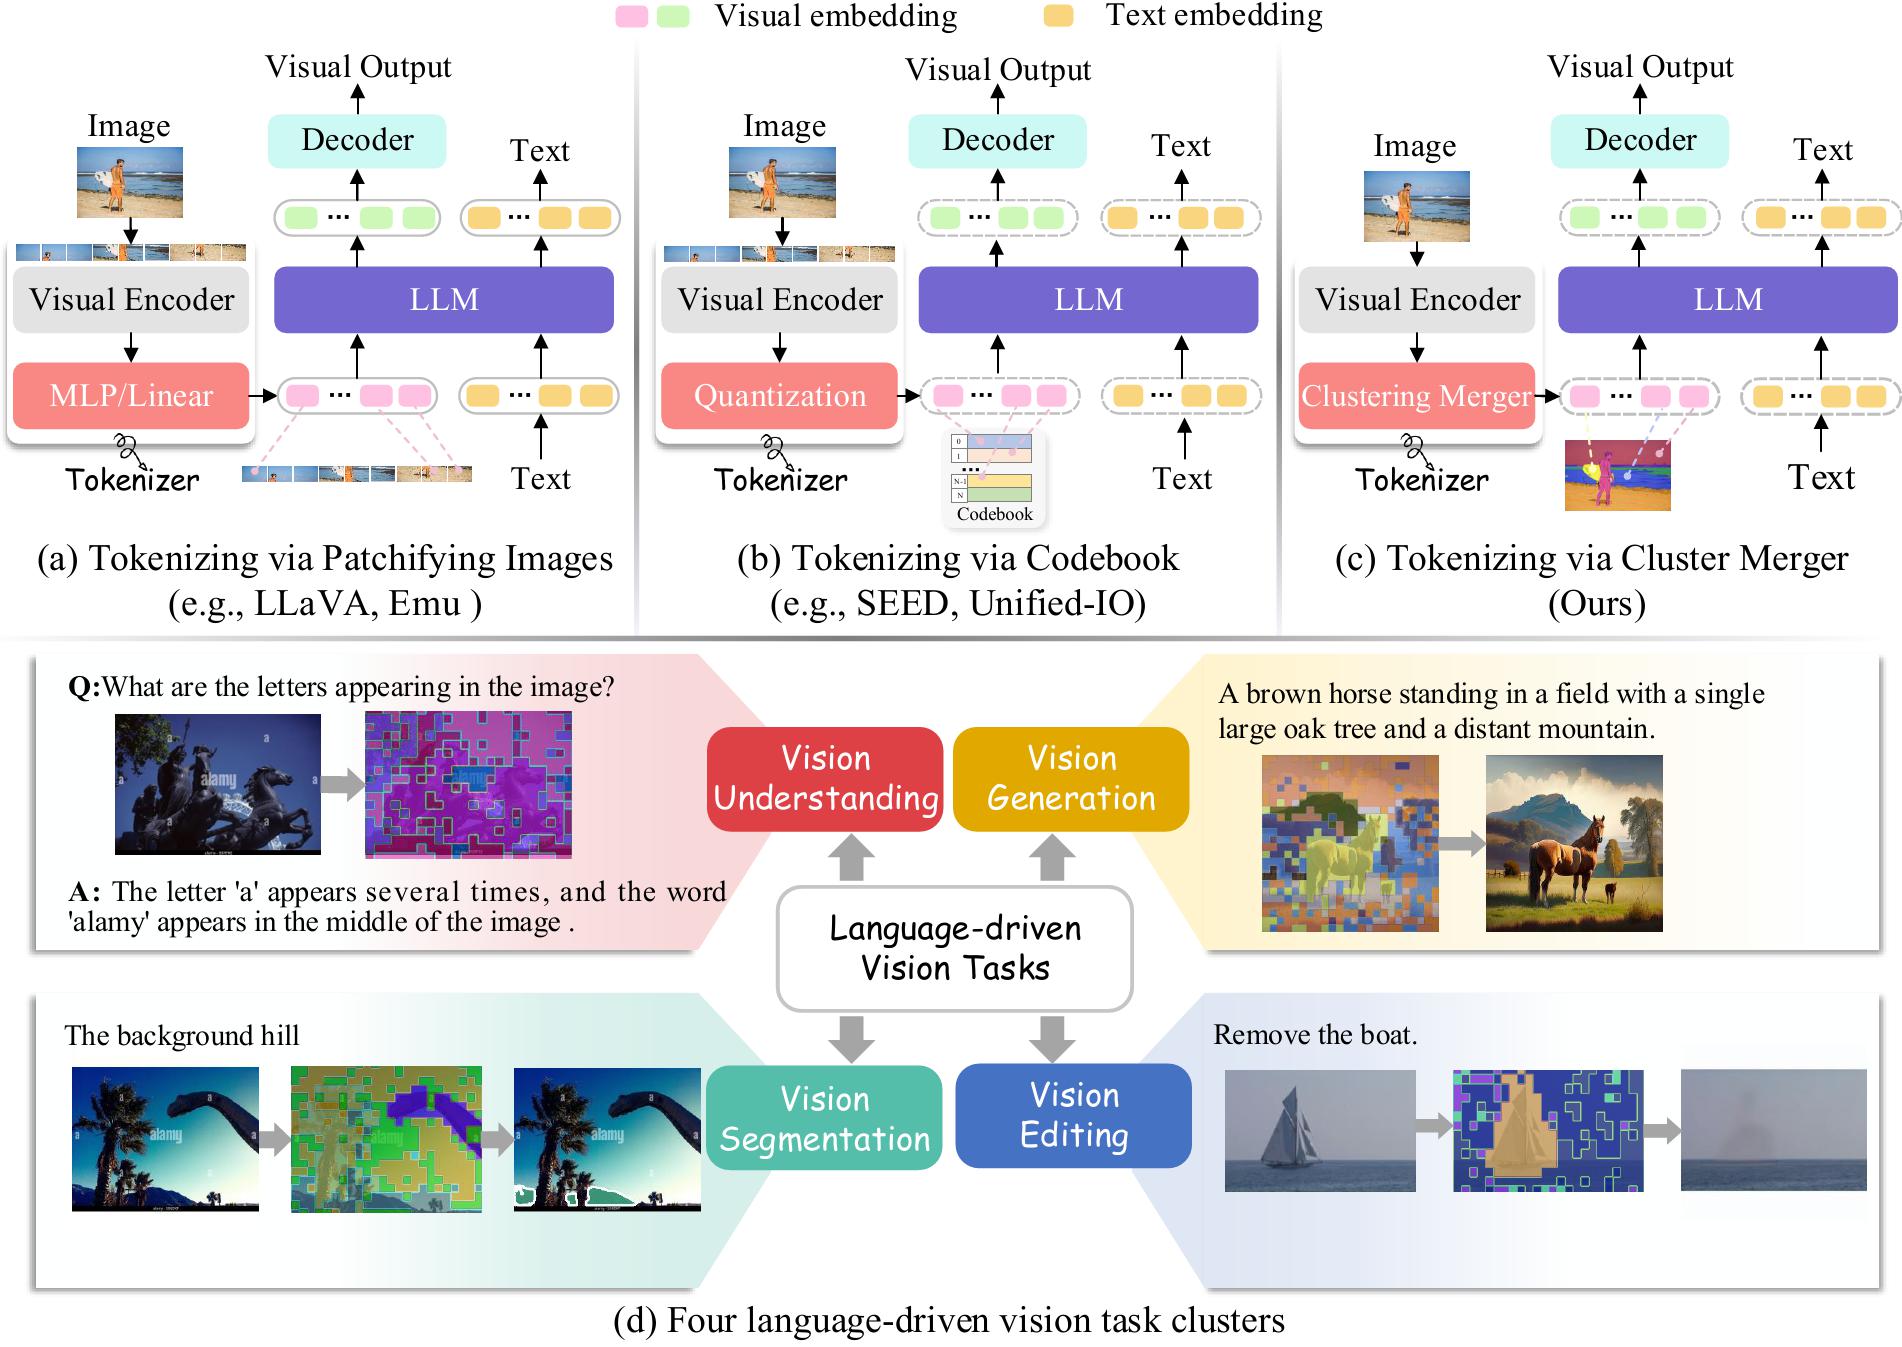 Visual embedding
Text embedding
Visual Output
Image
Decoder
Text
Visual Encoder
LLM
MLP/Linear
Tokenizer
Text
(a) Tokenizing via Patchifying Images
(e.g., LLaVA, Emu )
Visual Output
Image
Decoder
Text
Visual Encoder
LLM
Quantization
0
1
...
N-1
N
Codebook
Tokenizer
Text
(b) Tokenizing via Codebook
(e.g., SEED, Unified-IO)
Visual Output
Image
Decoder
Text
Visual Encoder
LLM
Clustering Merger
Tokenizer
Text
(c) Tokenizing via Cluster Merger
(Ours)
Q:What are the letters appearing in the image?
a
a
a
alamy
a
a
alamy
A: The letter 'a' appears several times, and the word
'alamy' appears in the middle of the image .
Vision
Understanding
Vision
Generation
A brown horse standing in a field with a single
large oak tree and a distant mountain.
Language-driven
Vision Tasks
The background hill
a
a
alamy
a
alamy
a
a
alamy
a
Vision
Segmentation
Vision
Editing
Remove the boat.
(d) Four language-driven vision task clusters